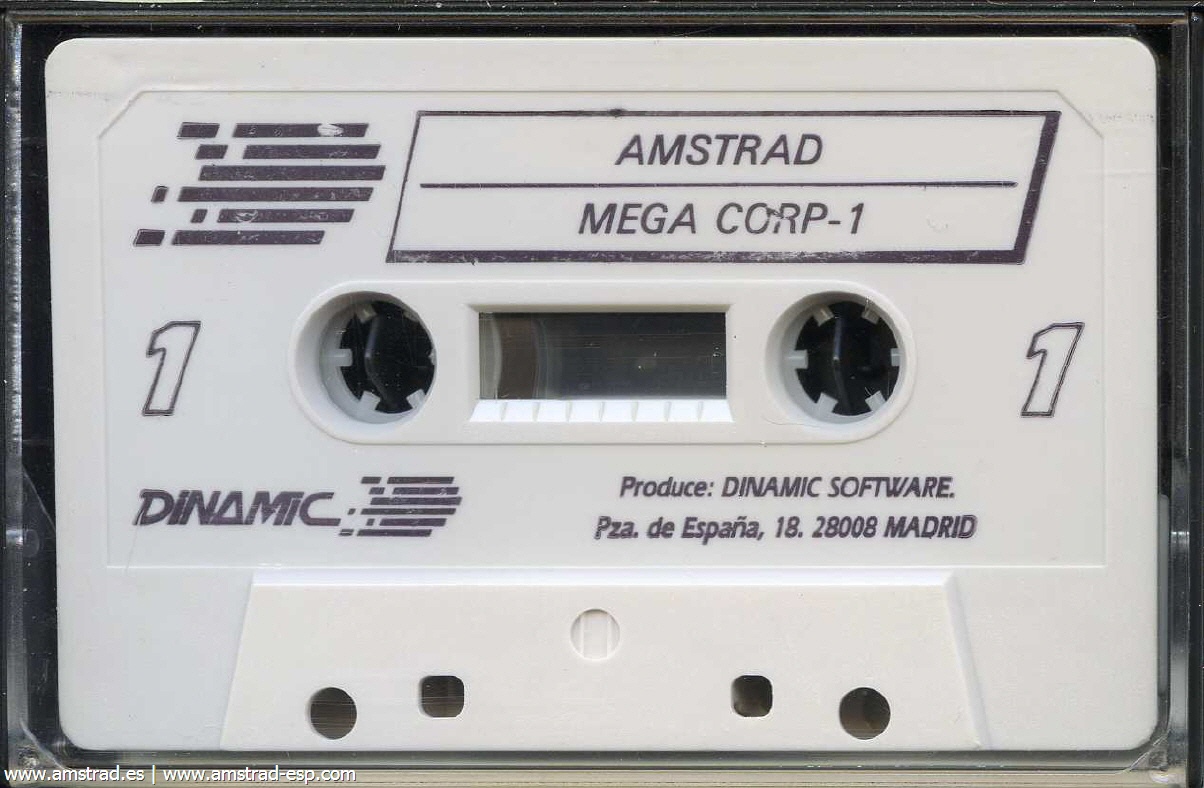 AMSTRAD
MEGA CORP-1
1
1
DINAMIC
Produce: DINAMIC SOFTWARE.
Pza. de España, 18. 28008 MADRID
www.amstrad.es | www.amstrad-esp.com